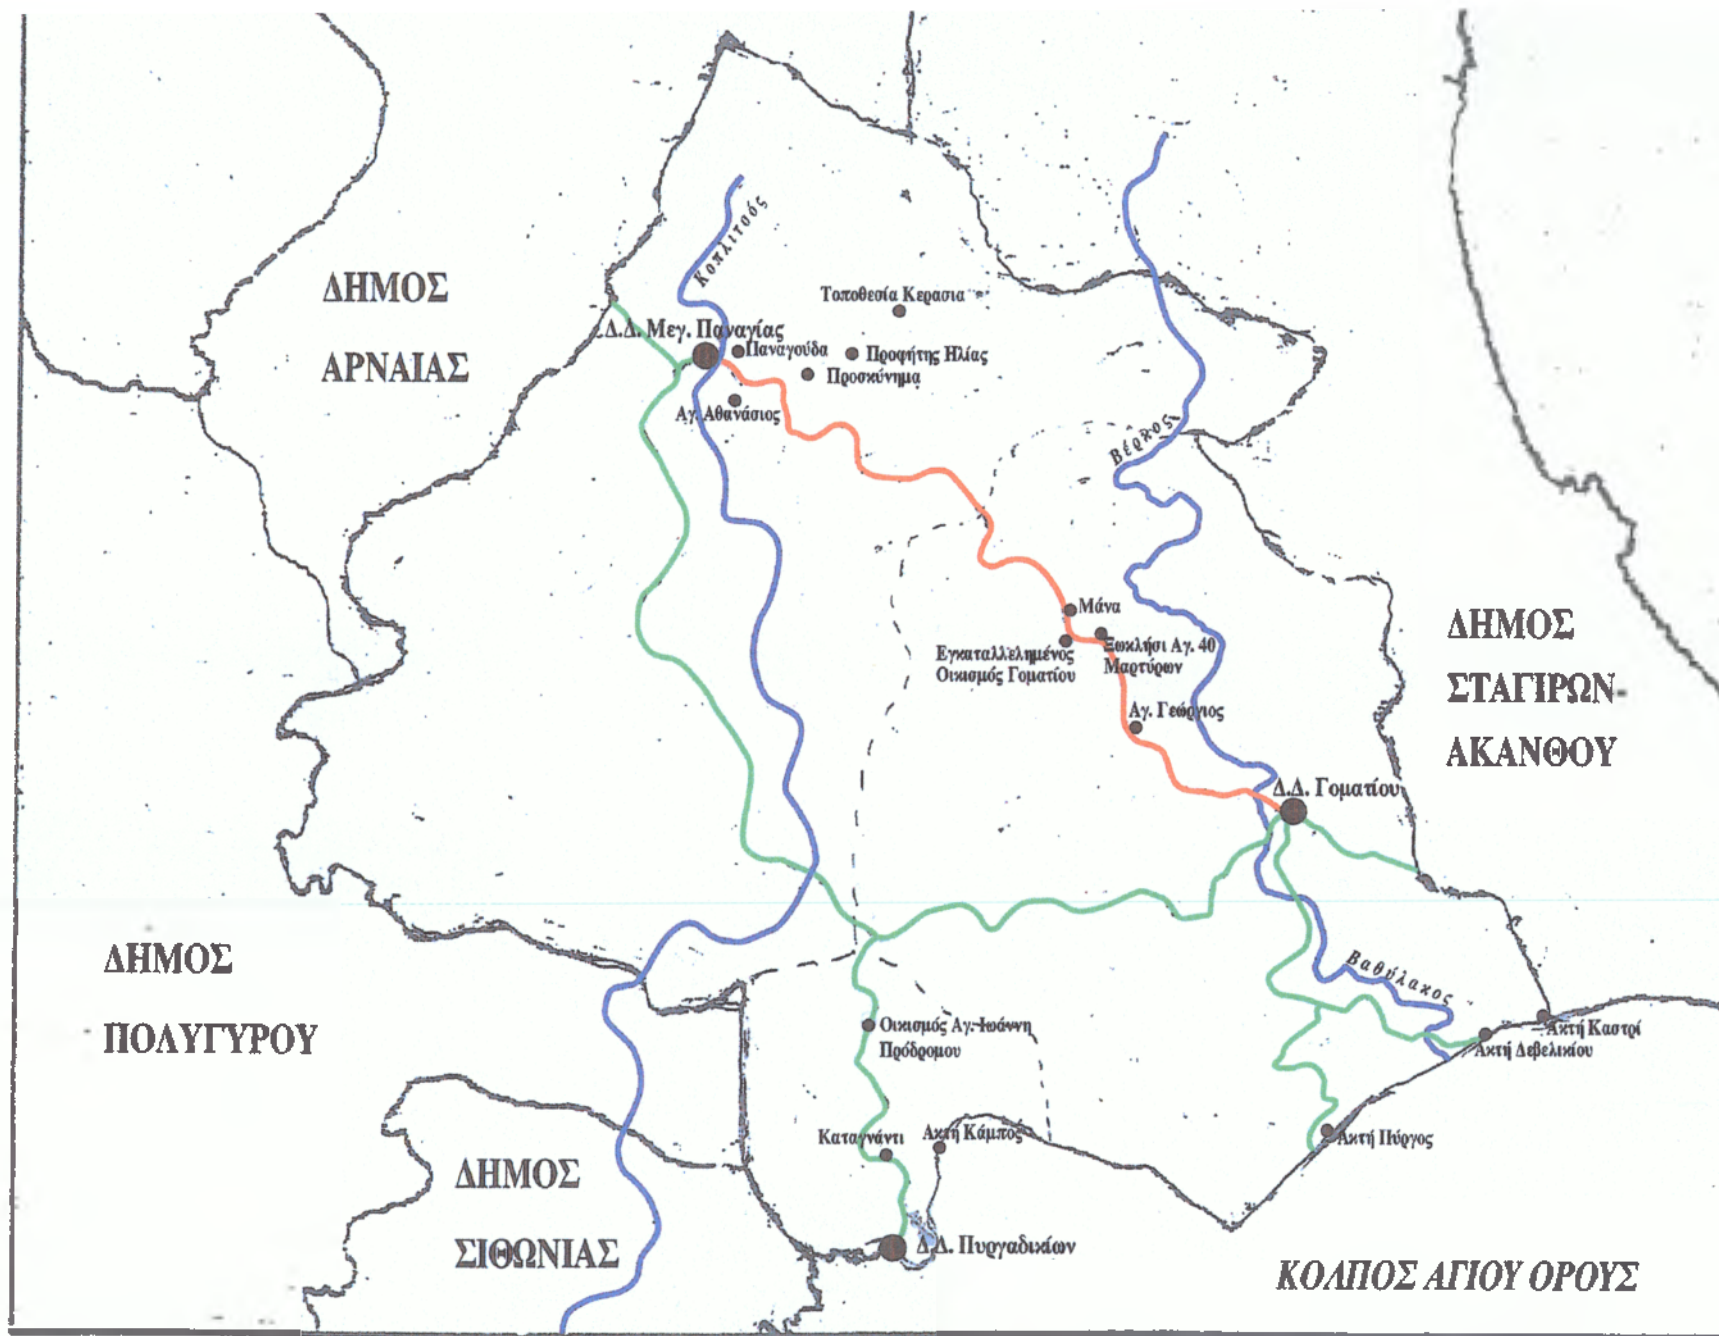 Κοπλιτσός
ΔΗΜΟΣ
ΑΡΝΑΙΑΣ
Τοποθεσία Κερασια
Δ.Δ. Μεγ. Παναγίας
Παναγούδα
Προφήτης Ηλίας
Προσκύνημα
Αγ. Αθανάσιος
Βέρκος
Μάνα
Εγκαταλλελημένος
Οικισμός Γοματίου
Ξωκλήσι Αγ. 40
Μαρτύρων
ΔΗΜΟΣ
ΣΤΑΓΙΡΩΝ-
ΑΚΑΝΘΟΥ
Αγ. Γεώργιος
Δ.Δ. Γοματίου
ΔΗΜΟΣ
ΠΟΛΥΓΥΡΟΥ
Βαθύλακος
Οικισμός Αγ. Ιωάννη
Πρόδρομου
Ακτή Καστρί
Ακτή Δεβελικίου
Καταγνάντι
Ακτή Κάμπος
Ακτή Πύργος
ΔΗΜΟΣ
ΣΙΘΩΝΙΑΣ
Δ.Δ. Πυργαδικίων
ΚΟΛΠΟΣ ΑΓΙΟΥ ΟΡΟΥΣ